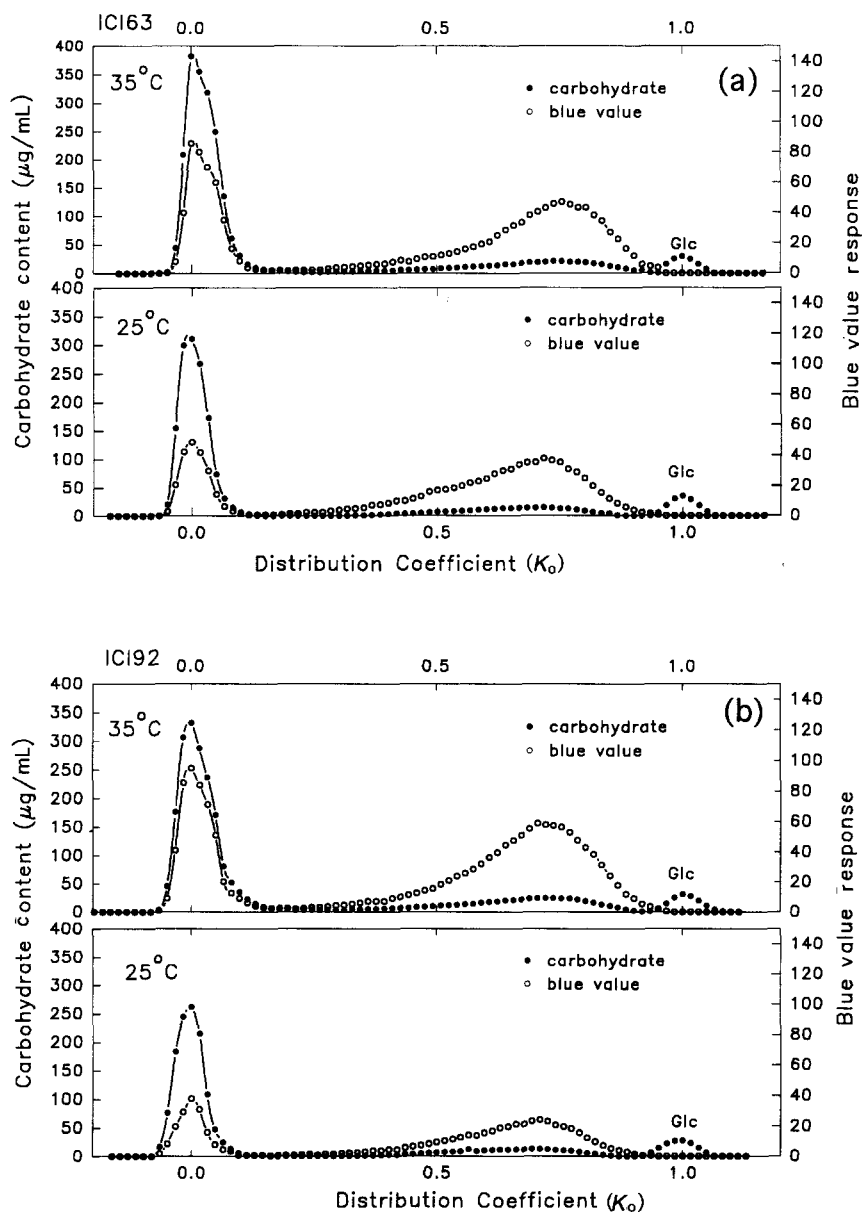 ICI63
0.0 0.5 1.0
400 350 300 250 200 150 100 50 0
35°C
(a)
carbohydrate
blue value
Glc
140 120 100 80 60 40 20 0
Carbohydrate content (μg/mL)
Blue value response
400 350 300 250 200 150 100 50 0
25°C
carbohydrate
blue value
Glc
140 120 100 80 60 40 20 0
0.0 0.5 1.0
Distribution Coefficient (Ko)
ICI92
0.0 0.5 1.0
400 350 300 250 200 150 100 50 0
35°C
(b)
carbohydrate
blue value
Glc
140 120 100 80 60 40 20 0
Carbohydrate content (μg/mL)
Blue value response
400 350 300 250 200 150 100 50 0
25°C
carbohydrate
blue value
Glc
140 120 100 80 60 40 20 0
0.0 0.5 1.0
Distribution Coefficient (Ko)